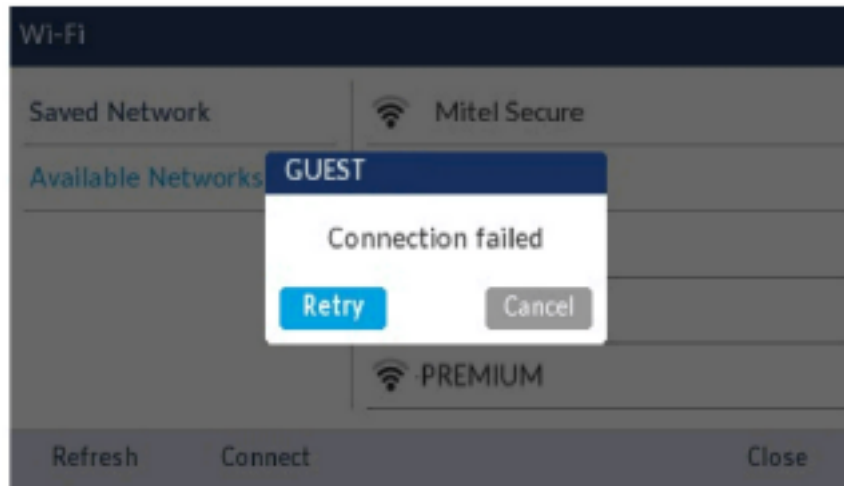 Wi-Fi
Saved Network
Mitel Secure
Available Networks
GUEST
Connection failed
Retry
Cancel
PREMIUM
Refresh
Connect
Close